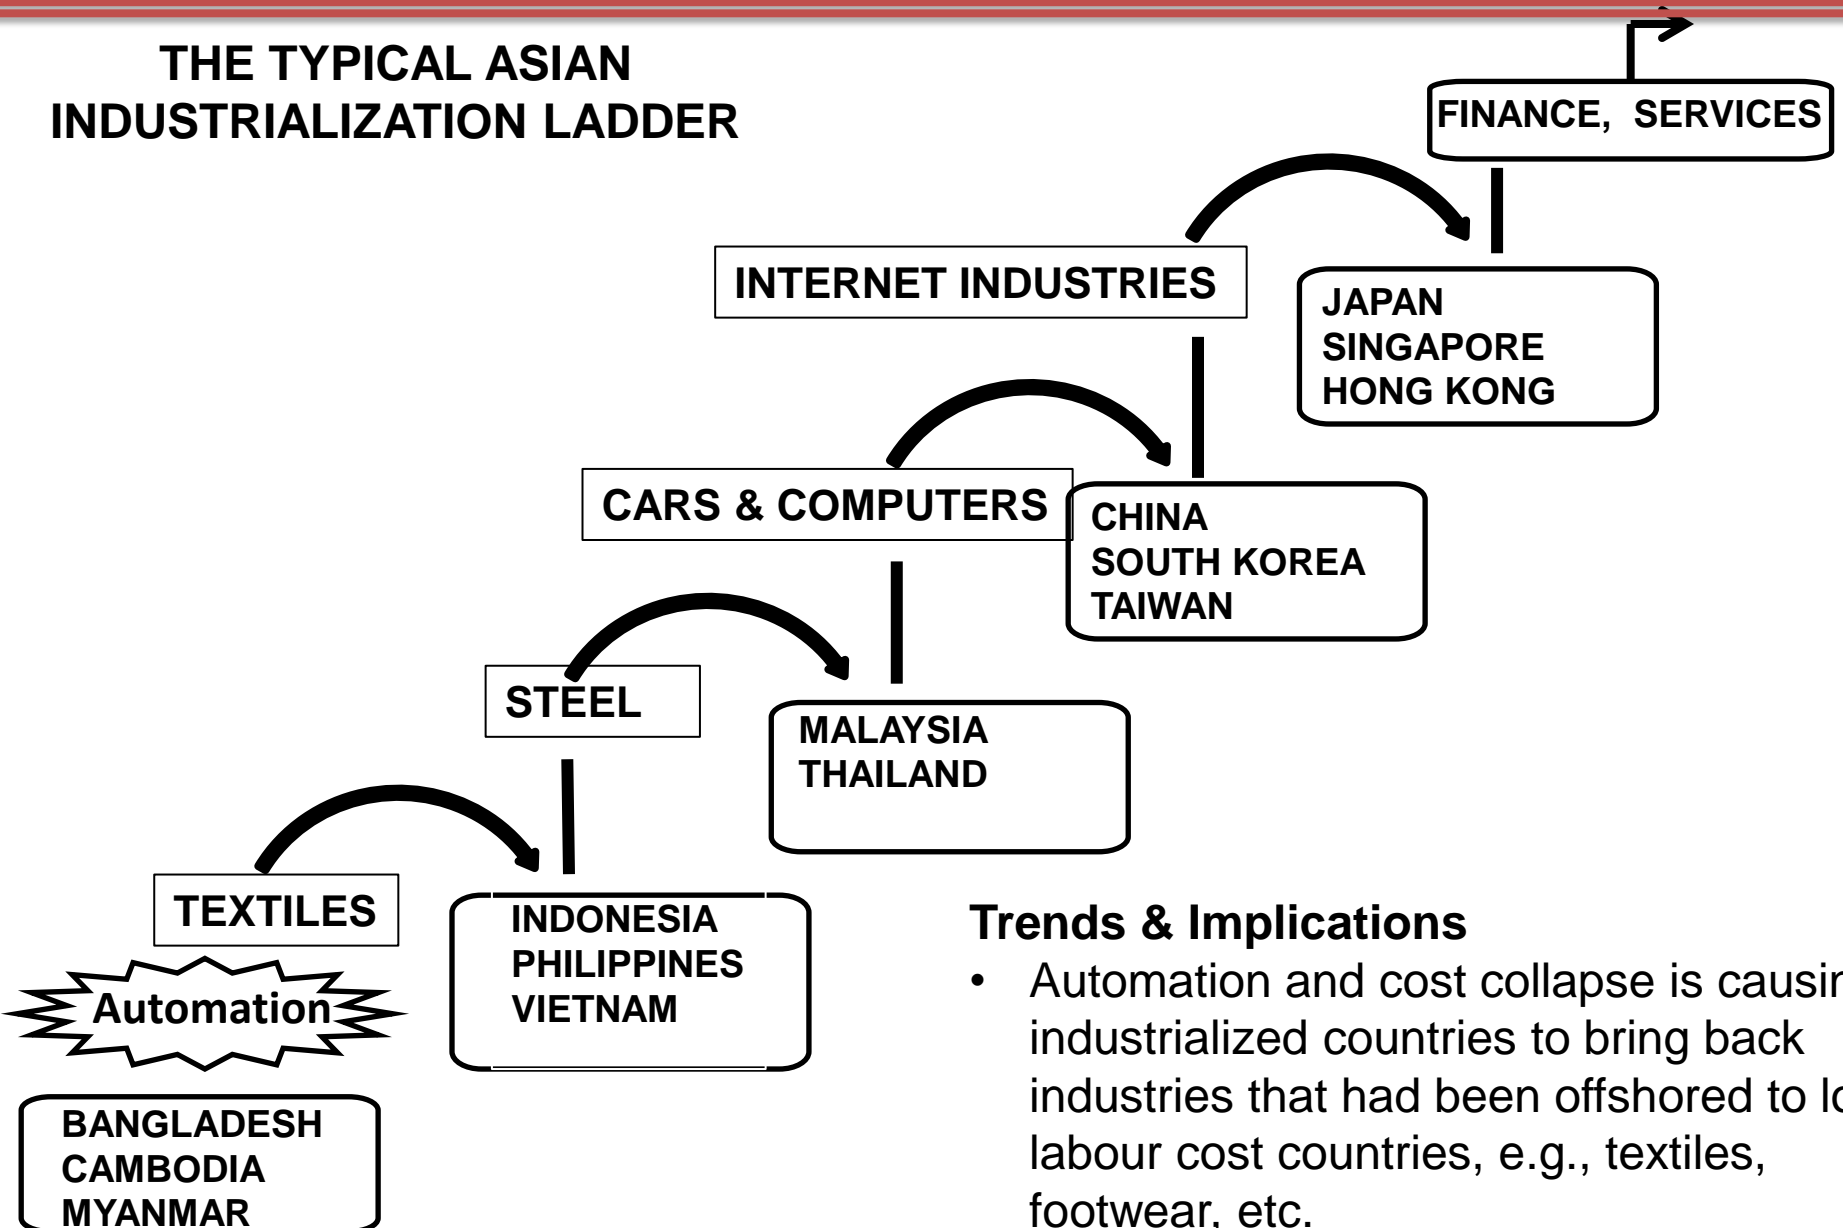 THE TYPICAL ASIAN
INDUSTRIALIZATION LADDER
FINANCE, SERVICES
INTERNET INDUSTRIES
JAPAN
SINGAPORE
HONG KONG
CARS & COMPUTERS
CHINA
SOUTH KOREA
TAIWAN
STEEL
MALAYSIA
THAILAND
TEXTILES
INDONESIA
PHILIPPINES
VIETNAM
Automation
BANGLADESH
CAMBODIA
MYANMAR
Trends & Implications
• Automation and cost collapse is
industrialized countries to bring back
industries that had been offshored to
labour cost countries, e.g., textiles,
footwear, etc.